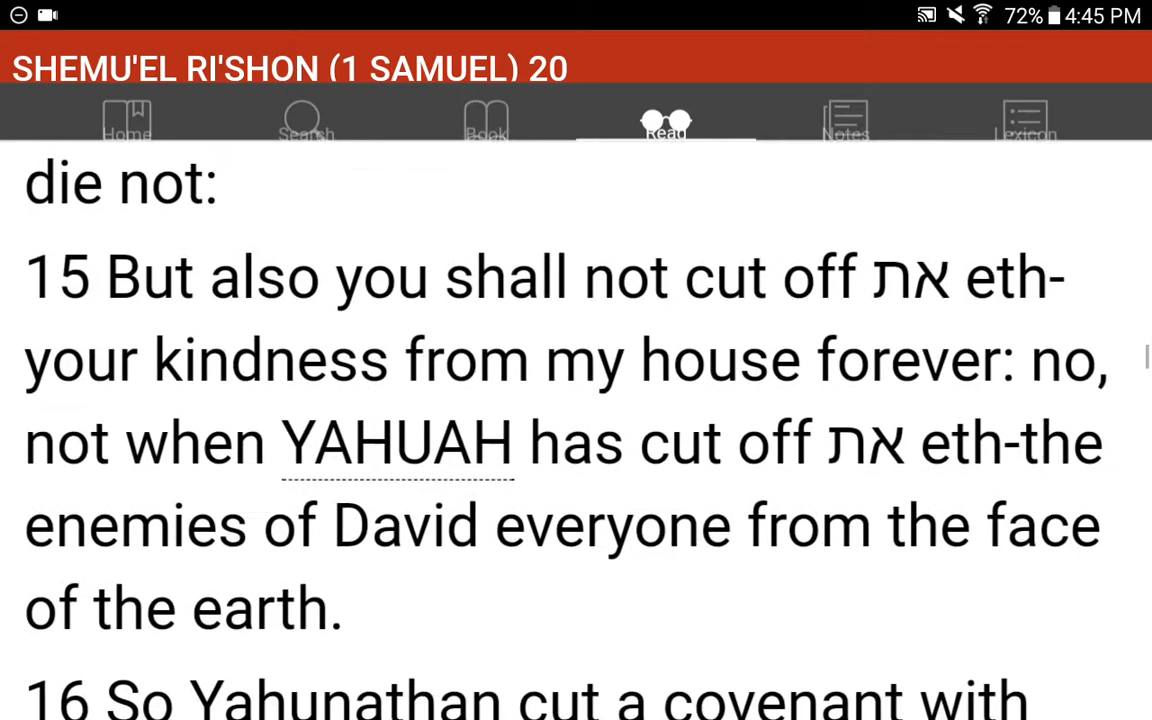 72% 4:45 PM
SHEMU'EL RI'SHON (1 SAMUEL) 20
Home Search Book Read Notes Lexicon
die not:
15 But also you shall not cut off את eth-
your kindness from my house forever: no,
not when YAHUAH has cut off את eth-the
enemies of David everyone from the face
of the earth.
16 So Yahunathan cut a covenant with